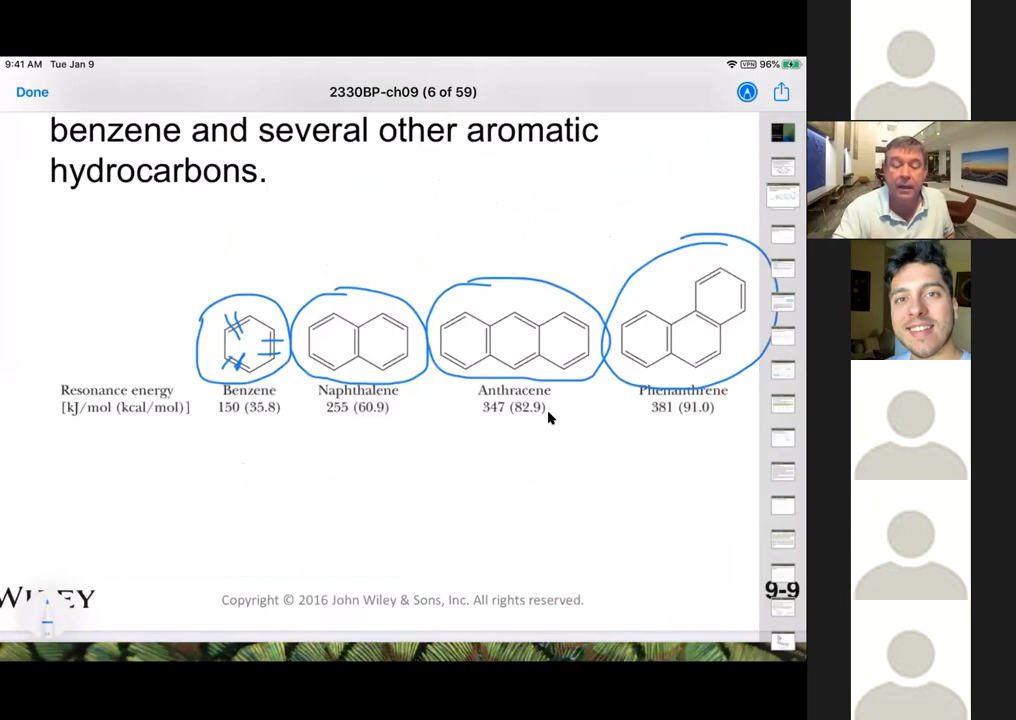 9:41 AM Tue Jan 9
VPN 96%
Done
2330BP-ch09 (6 of 59)
benzene and several other aromatic
hydrocarbons.
Resonance energy
[kJ/mol (kcal/mol)]
Benzene
150 (35.8)
Naphthalene
255 (60.9)
Anthracene
347 (82.9)
Phenanthrene
381 (91.0)
WILEY
Copyright © 2016 John Wiley & Sons, Inc. All rights reserved.
9-9